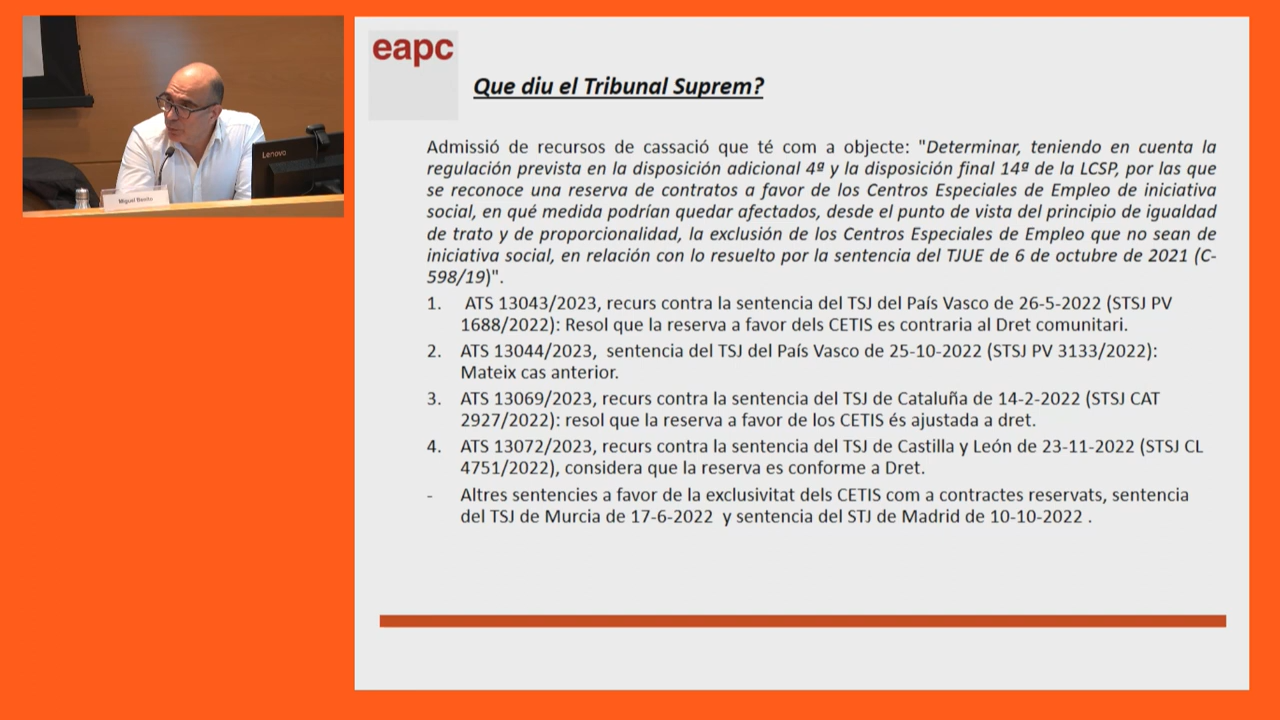 eapc
Que diu el Tribunal Suprem?
Admissió de recursos de cassació que té com a objecte: "Determinar, teniendo en cuenta la
regulación prevista en la disposición adicional 4ª y la disposición final 14ª de la LCSP, por las que
se reconoce una reserva de contratos a favor de los Centros Especiales de Empleo de iniciativa
social, en qué medida podrían quedar afectados, desde el punto de vista del principio de igualdad
de trato y de proporcionalidad, la exclusión de los Centros Especiales de Empleo que no sean de
iniciativa social, en relación con lo resuelto por la sentencia del TJUE de 6 de octubre de 2021 (C-
598/19)".
1. ATS 13043/2023, recurs contra la sentencia del TSJ del País Vasco de 26-5-2022 (STSJ PV
1688/2022): Resol que la reserva a favor dels CETIS es contraria al Dret comunitari.
2. ATS 13044/2023, sentencia del TSJ del País Vasco de 25-10-2022 (STSJ PV 3133/2022):
Mateix cas anterior.
3. ATS 13069/2023, recurs contra la sentencia del TSJ de Cataluña de 14-2-2022 (STSJ CAT
2927/2022): resol que la reserva a favor de los CETIS és ajustada a dret.
4. ATS 13072/2023, recurs contra la sentencia del TSJ de Castilla y León de 23-11-2022 (STSJ CL
4751/2022), considera que la reserva es conforme a Dret.
- Altres sentencies a favor de la exclusivitat dels CETIS com a contractes reservats, sentencia
del TSJ de Murcia de 17-6-2022 y sentencia del STJ de Madrid de 10-10-2022 .
Lenovo
Miguel Benito